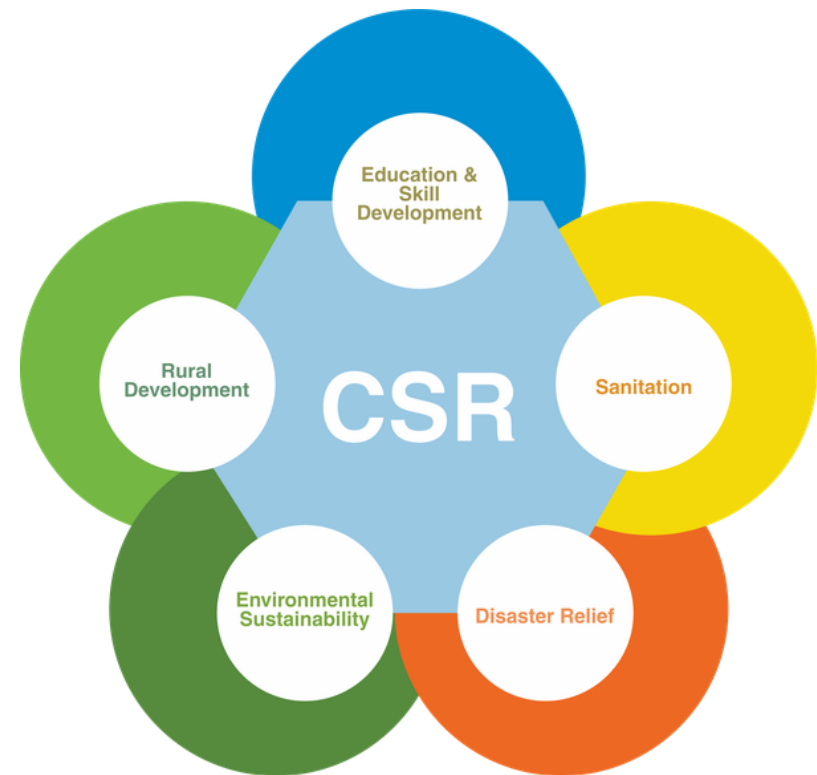 Education &
Skill
Development
Rural
Development
CSR
Sanitation
Environmental
Sustainability
Disaster Relief